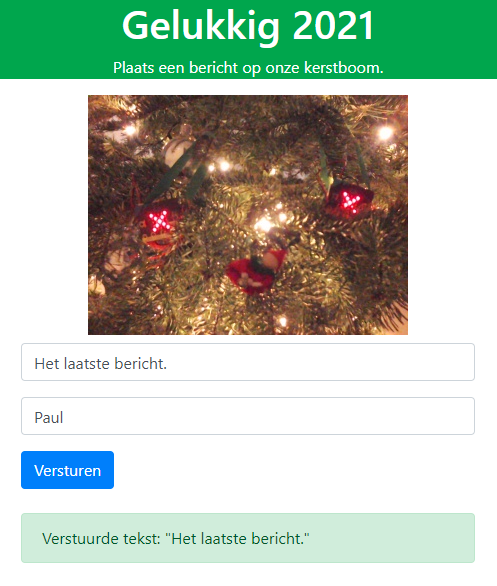 Gelukkig 2021
Plaats een bericht op onze kerstboom.
Het laatste bericht.
Paul
Versturen
Verstuurde tekst: "Het laatste bericht."